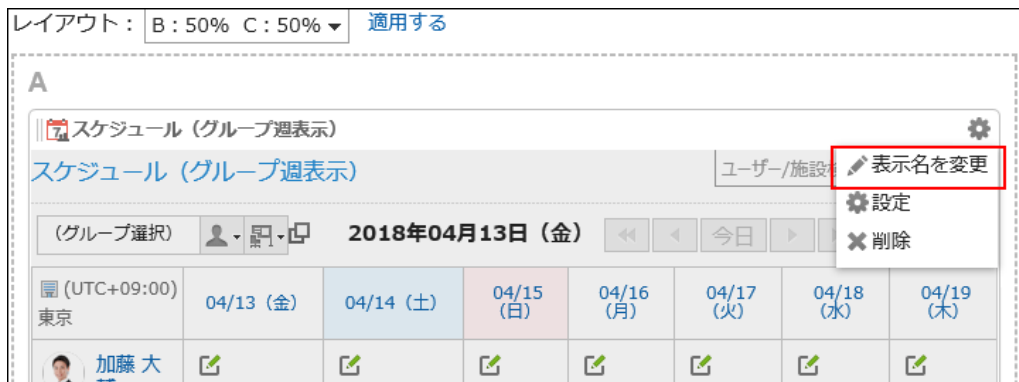 レイアウト： B：50% C：50% 適用する
A
スケジュール（グループ週表示）
スケジュール（グループ週表示） ユーザー/施設
表示名を変更
設定
削除
（グループ選択） 2018年04月13日（金） 今日
(UTC+09:00)
東京
04/13（金） 04/14（土） 04/15（日） 04/16（月） 04/17（火） 04/18（水） 04/19（木）
加藤 大